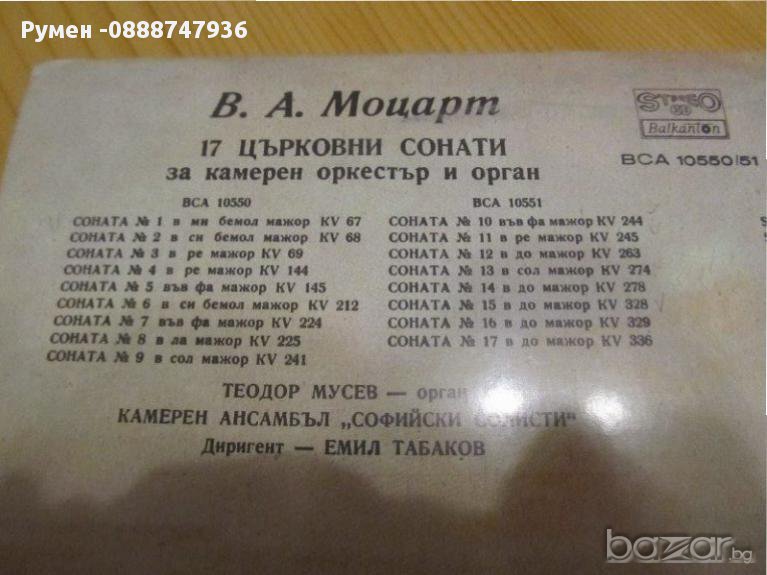 Румен -0888747936
В. А. Моцарт
STEREO
Balkanton
17 ЦЪРКОВНИ СОНАТИ
за камерен оркестър и орган
ВСА 10550/51
ВСА 10550
СОНАТА № 1 в ми бемол мажор KV 67
СОНАТА № 2 в си бемол мажор KV 68
СОНАТА № 3 в ре мажор KV 69
СОНАТА № 4 в ре мажор KV 144
СОНАТА № 5 във фа мажор KV 145
СОНАТА № 6 в си бемол мажор KV 212
СОНАТА № 7 във фа мажор KV 224
СОНАТА № 8 в ла мажор KV 225
СОНАТА № 9 в сол мажор KV 241
ВСА 10551
СОНАТА № 10 във фа мажор KV 244
СОНАТА № 11 в ре мажор KV 245
СОНАТА № 12 в до мажор KV 263
СОНАТА № 13 в сол мажор KV 274
СОНАТА № 14 в до мажор KV 278
СОНАТА № 15 в до мажор KV 328
СОНАТА № 16 в до мажор KV 329
СОНАТА № 17 в до мажор KV 336
ТЕОДОР МУСЕВ — орган
КАМЕРЕН АНСАМБЪЛ „СОФИЙСКИ СОЛИСТИ"
Диригент — ЕМИЛ ТАБАКОВ
bazar.bg